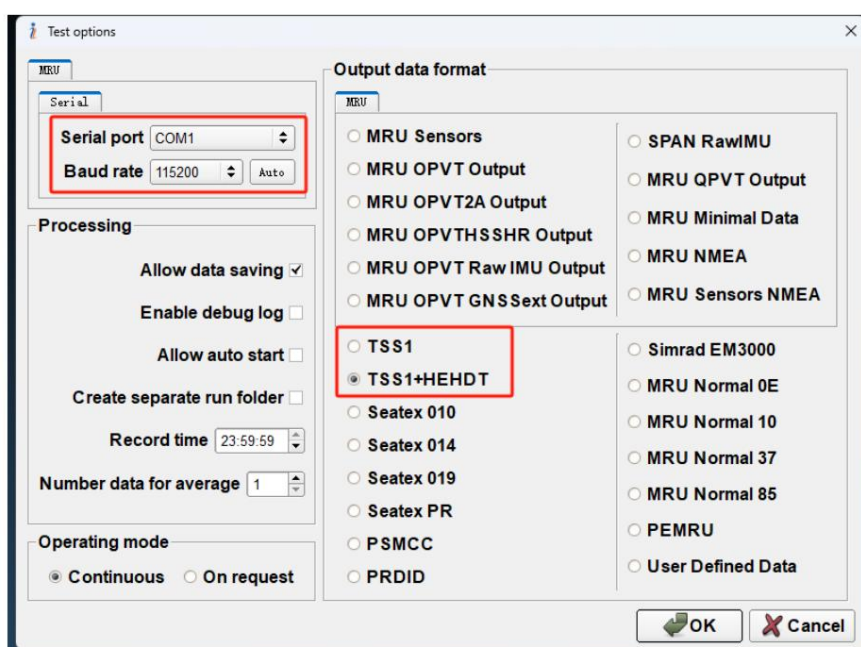 Test options
MRU
Serial
Serial port COM1
Baud rate 115200 Auto
Processing
Allow data saving
Enable debug log
Allow auto start
Create separate run folder
Record time 23:59:59
Number data for average 1
Operating mode
Continuous On request
Output data format
MRU
MRU Sensors
MRU OPVT Output
MRU OPVT2A Output
MRU OPVTHSSHR Output
MRU OPVT Raw IMU Output
MRU OPVT GNSSext Output
SPAN RawIMU
MRU QPVT Output
MRU Minimal Data
MRU NMEA
MRU Sensors NMEA
TSS1
TSS1+HEHDT
Seatex 010
Seatex 014
Seatex 019
Seatex PR
PSMCC
PRDID
Simrad EM3000
MRU Normal 0E
MRU Normal 10
MRU Normal 37
MRU Normal 85
PEMRU
User Defined Data
OK Cancel